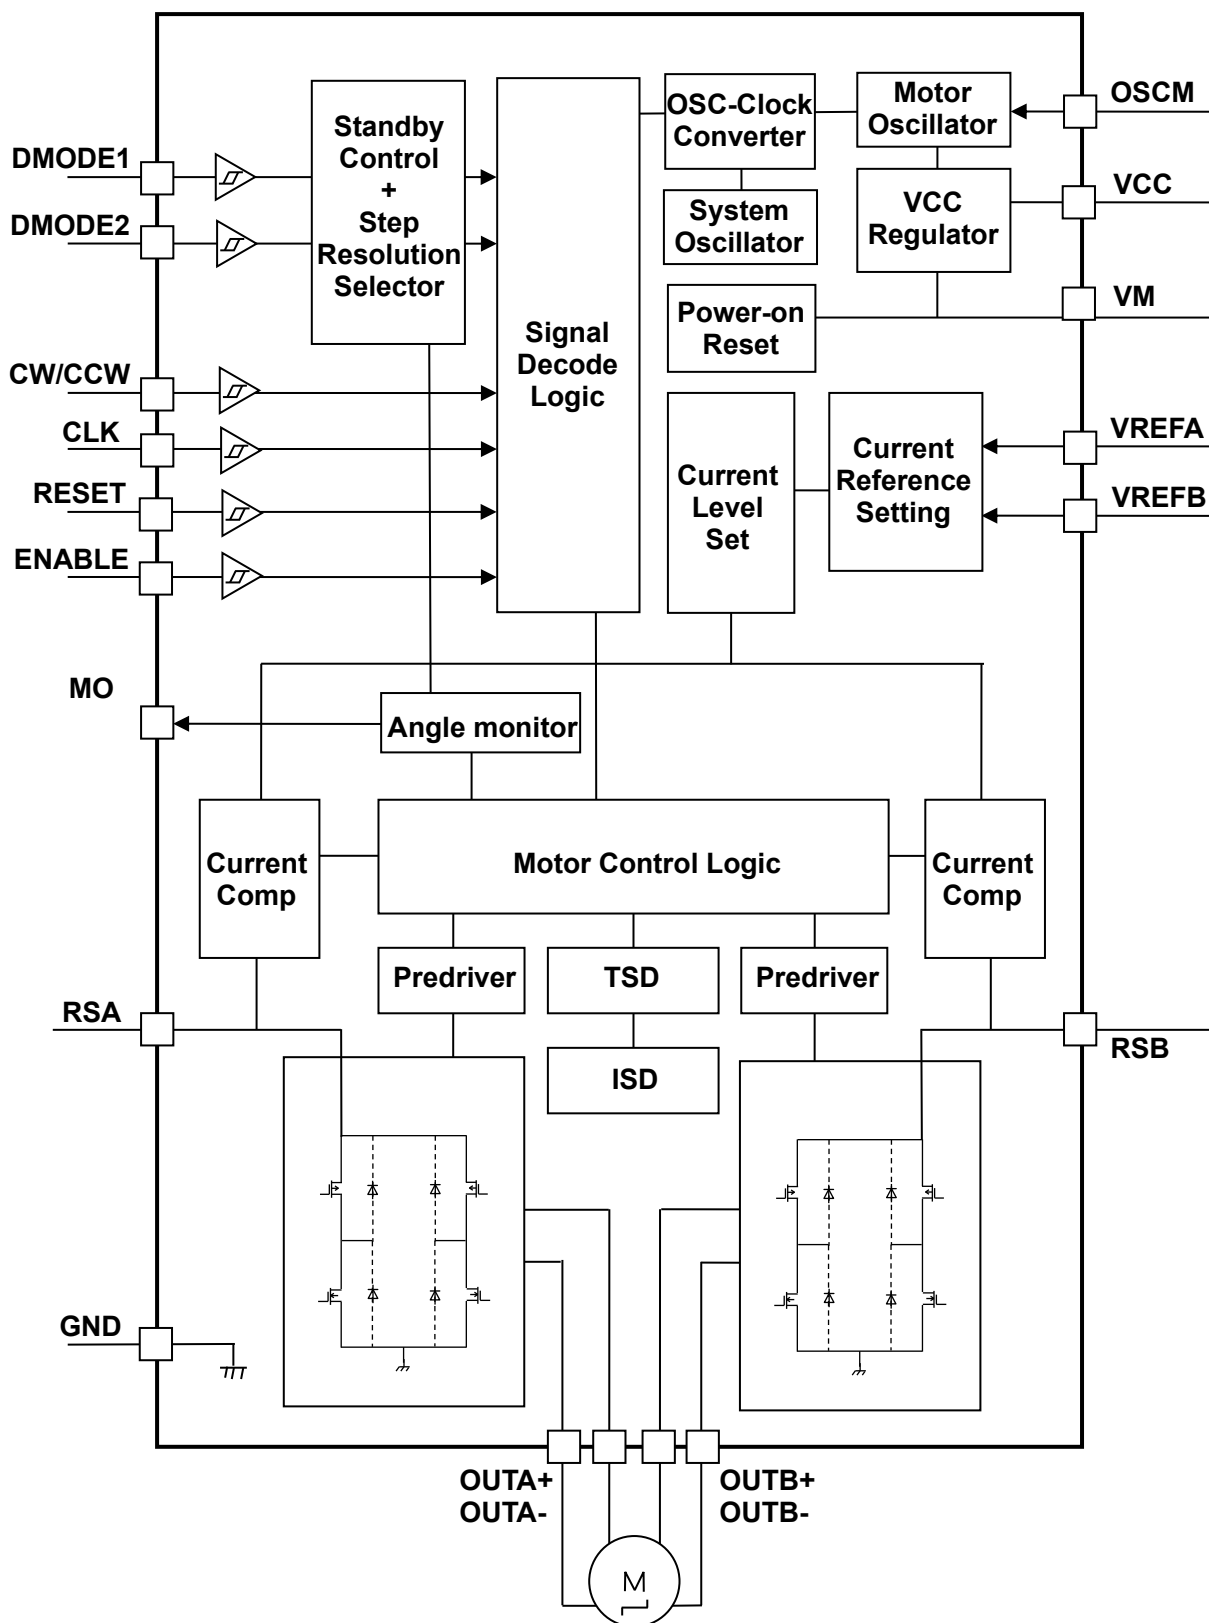 DMODE1
DMODE2
CW/CCW
CLK
RESET
ENABLE
MO
RSA
GND
Standby
Control
+
Step
Resolution
Selector
Signal
Decode
Logic
OSC-Clock
Converter
System
Oscillator
Motor
Oscillator
VCC
Regulator
Power-on
Reset
Current
Level
Set
Current
Reference
Setting
OSCM
VCC
VM
VREFA
VREFB
Angle monitor
Current
Comp
Motor Control Logic
Current
Comp
Predriver
TSD
Predriver
ISD
RSB
OUTA+
OUTA-
OUTB+
OUTB-
M